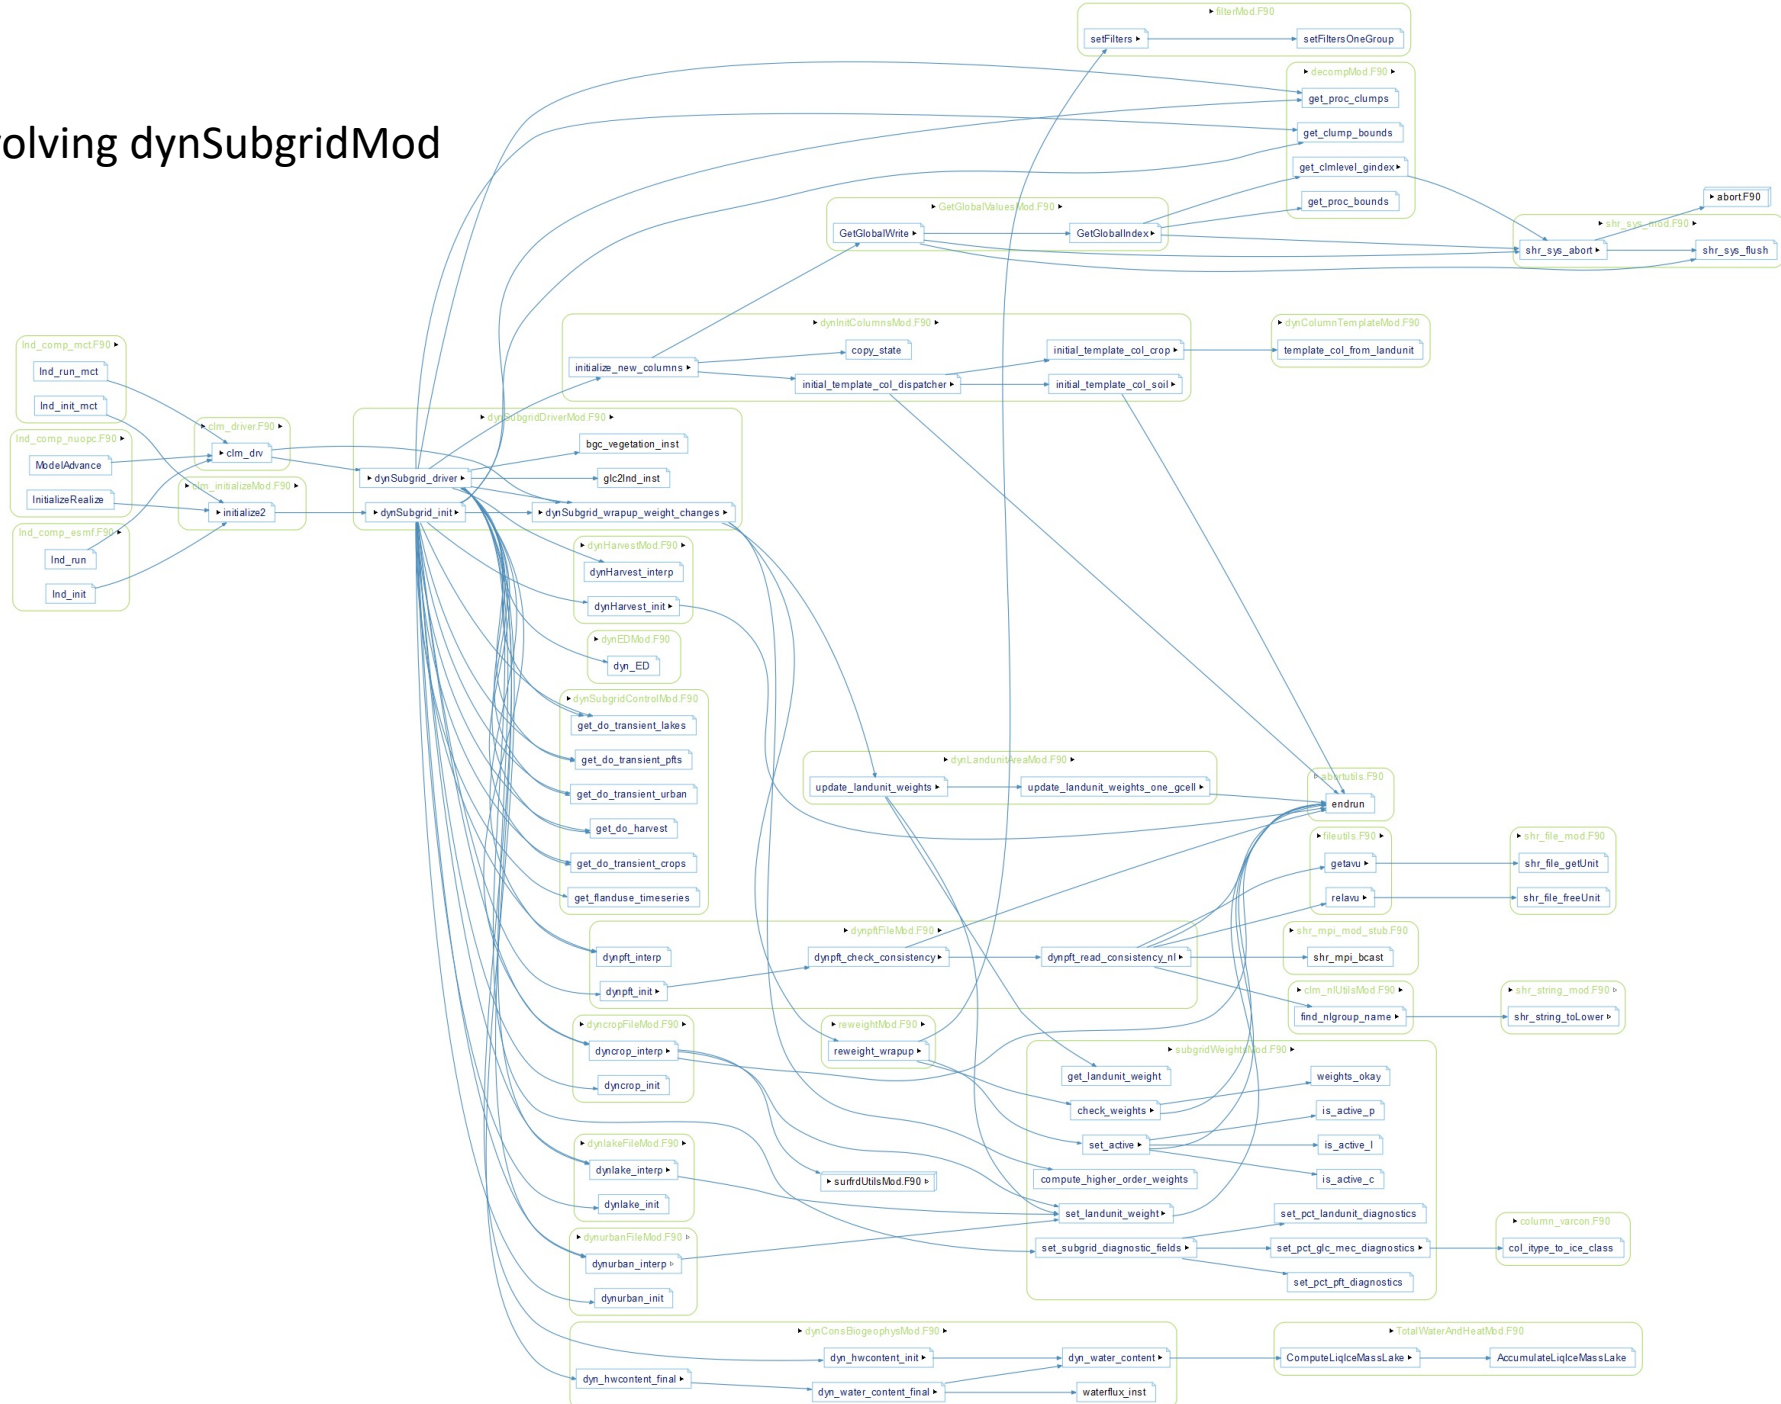 volving dynSubgridMod
filterMod.F90
setFilters
setFiltersOneGroup
decompMod.F90
get_proc_clumps
get_clump_bounds
get_clmlevel_gindex
get_proc_bounds
GetGlobalValuesMod.F90
GetGlobalWrite
GetGlobalIndex
abort.F90
shr_sys_mod.F90
shr_sys_abort
shr_sys_flush
dynInitColumnsMod.F90
copy_state
initialize_new_columns
initial_template_col_crop
initial_template_col_dispatcher
initial_template_col_soil
dynColumnTemplateMod.F90
template_col_from_landunit
lnd_comp_mct.F90
lnd_run_mct
lnd_init_mct
lnd_comp_nuopc.F90
ModelAdvance
InitializeRealize
lnd_comp_esmf.F90
lnd_run
lnd_init
clm_driver.F90
clm_drv
clm_initializeMod.F90
initialize2
dynSubgridDriverMod.F90
bgc_vegetation_inst
dynSubgrid_driver
glc2lnd_inst
dynSubgrid_init
dynSubgrid_wrapup_weight_changes
dynHarvestMod.F90
dynHarvest_interp
dynHarvest_init
dynEDMod.F90
dyn_ED
dynSubgridControlMod.F90
get_do_transient_lakes
get_do_transient_pfts
get_do_transient_urban
get_do_harvest
get_do_transient_crops
get_flanduse_timeseries
dynLandunitAreaMod.F90
update_landunit_weights
update_landunit_weights_one_gcell
abortutils.F90
endrun
fileutils.F90
getavu
relavu
shr_file_mod.F90
shr_file_getUnit
shr_file_freeUnit
dynpftFileMod.F90
dynpft_interp
dynpft_check_consistency
dynpft_read_consistency_nl
dynpft_init
shr_mpi_mod_stub.F90
shr_mpi_bcast
clm_nlUtilsMod.F90
find_nlgroup_name
shr_string_mod.F90
shr_string_toLower
dyncropFileMod.F90
dyncrop_interp
dyncrop_init
reweightMod.F90
reweight_wrapup
subgridWeightsMod.F90
get_landunit_weight
weights_okay
check_weights
is_active_p
set_active
is_active_l
compute_higher_order_weights
is_active_c
set_landunit_weight
set_pct_landunit_diagnostics
set_subgrid_diagnostic_fields
set_pct_glc_mec_diagnostics
set_pct_pft_diagnostics
column_varcon.F90
col_itype_to_ice_class
dynlakeFileMod.F90
dynlake_interp
dynlake_init
surfrdUtilsMod.F90
dynurbanFileMod.F90
dynurban_interp
dynurban_init
dynConsBiogeophysMod.F90
dyn_hwcontent_init
dyn_water_content
dyn_hwcontent_final
dyn_water_content_final
waterflux_inst
TotalWaterAndHeatMod.F90
ComputeLiqIceMassLake
AccumulateLiqIceMassLake